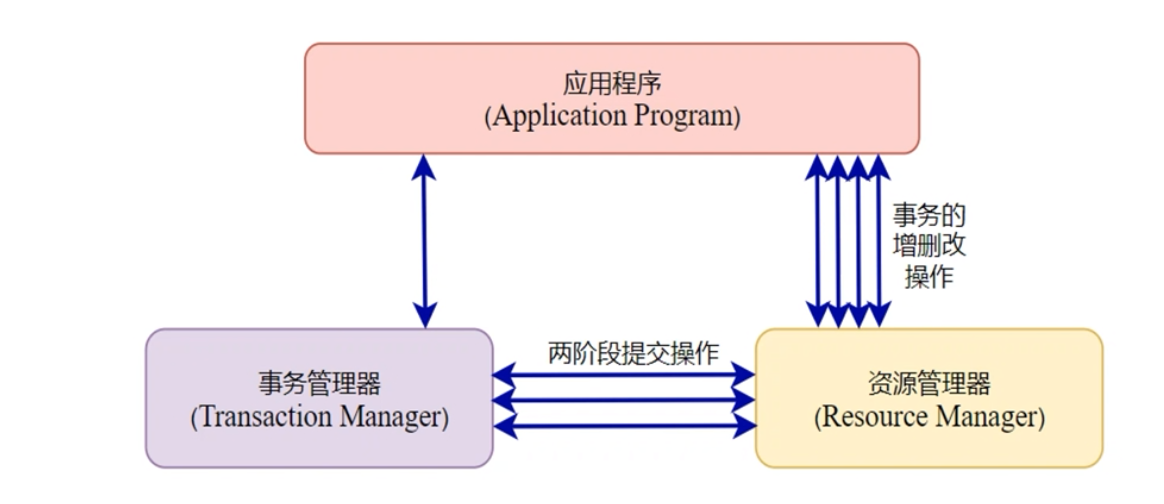 应用程序
(Application Program)
事务的
增删改
操作
两阶段提交操作
事务管理器
(Transaction Manager)
资源管理器
(Resource Manager)